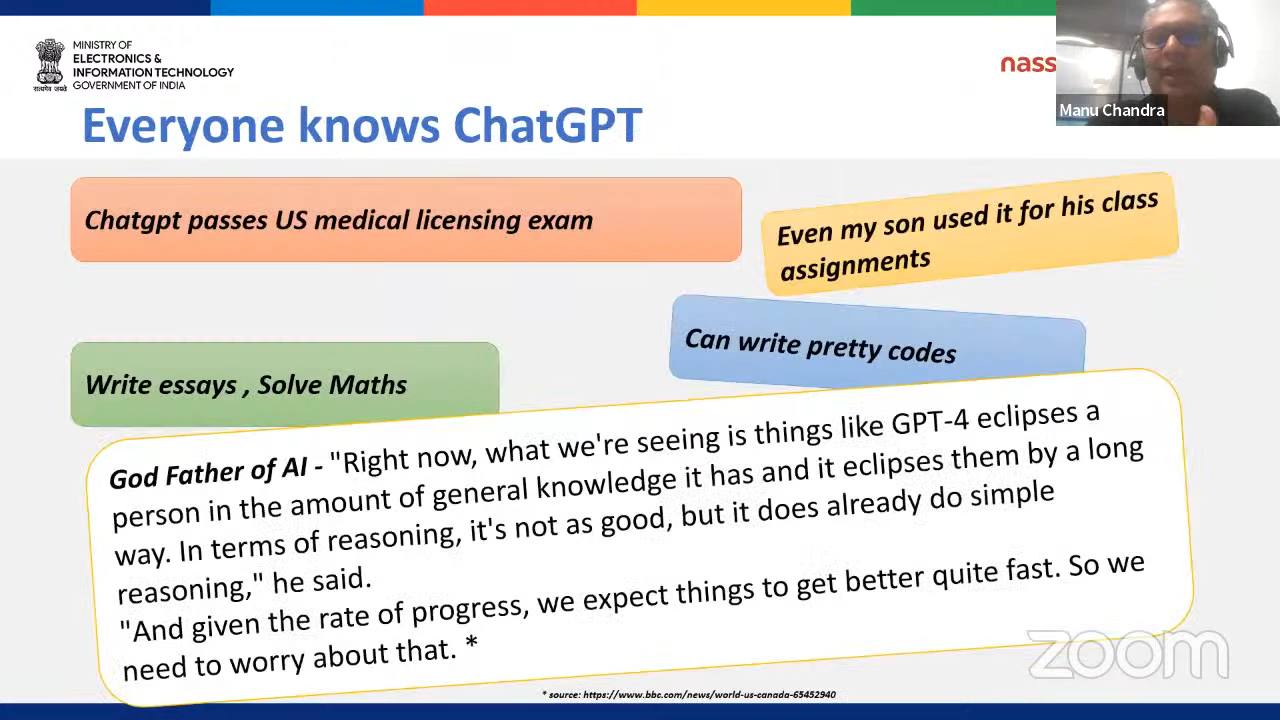 MINISTRY OF
ELECTRONICS &
INFORMATION TECHNOLOGY
GOVERNMENT OF INDIA
सत्यमेव जयते
nass
Manu Chandra
Everyone knows ChatGPT
Chatgpt passes US medical licensing exam
Even my son used it for his class
assignments
Can write pretty codes
Write essays , Solve Maths
God Father of AI - "Right now, what we're seeing is things like GPT-4 eclipses a
person in the amount of general knowledge it has and it eclipses them by a long
way. In terms of reasoning, it's not as good, but it does already do simple
reasoning," he said.
"And given the rate of progress, we expect things to get better quite fast. So we
need to worry about that. *
zoom
* source: https://www.bbc.com/news/world-us-canada-65452940